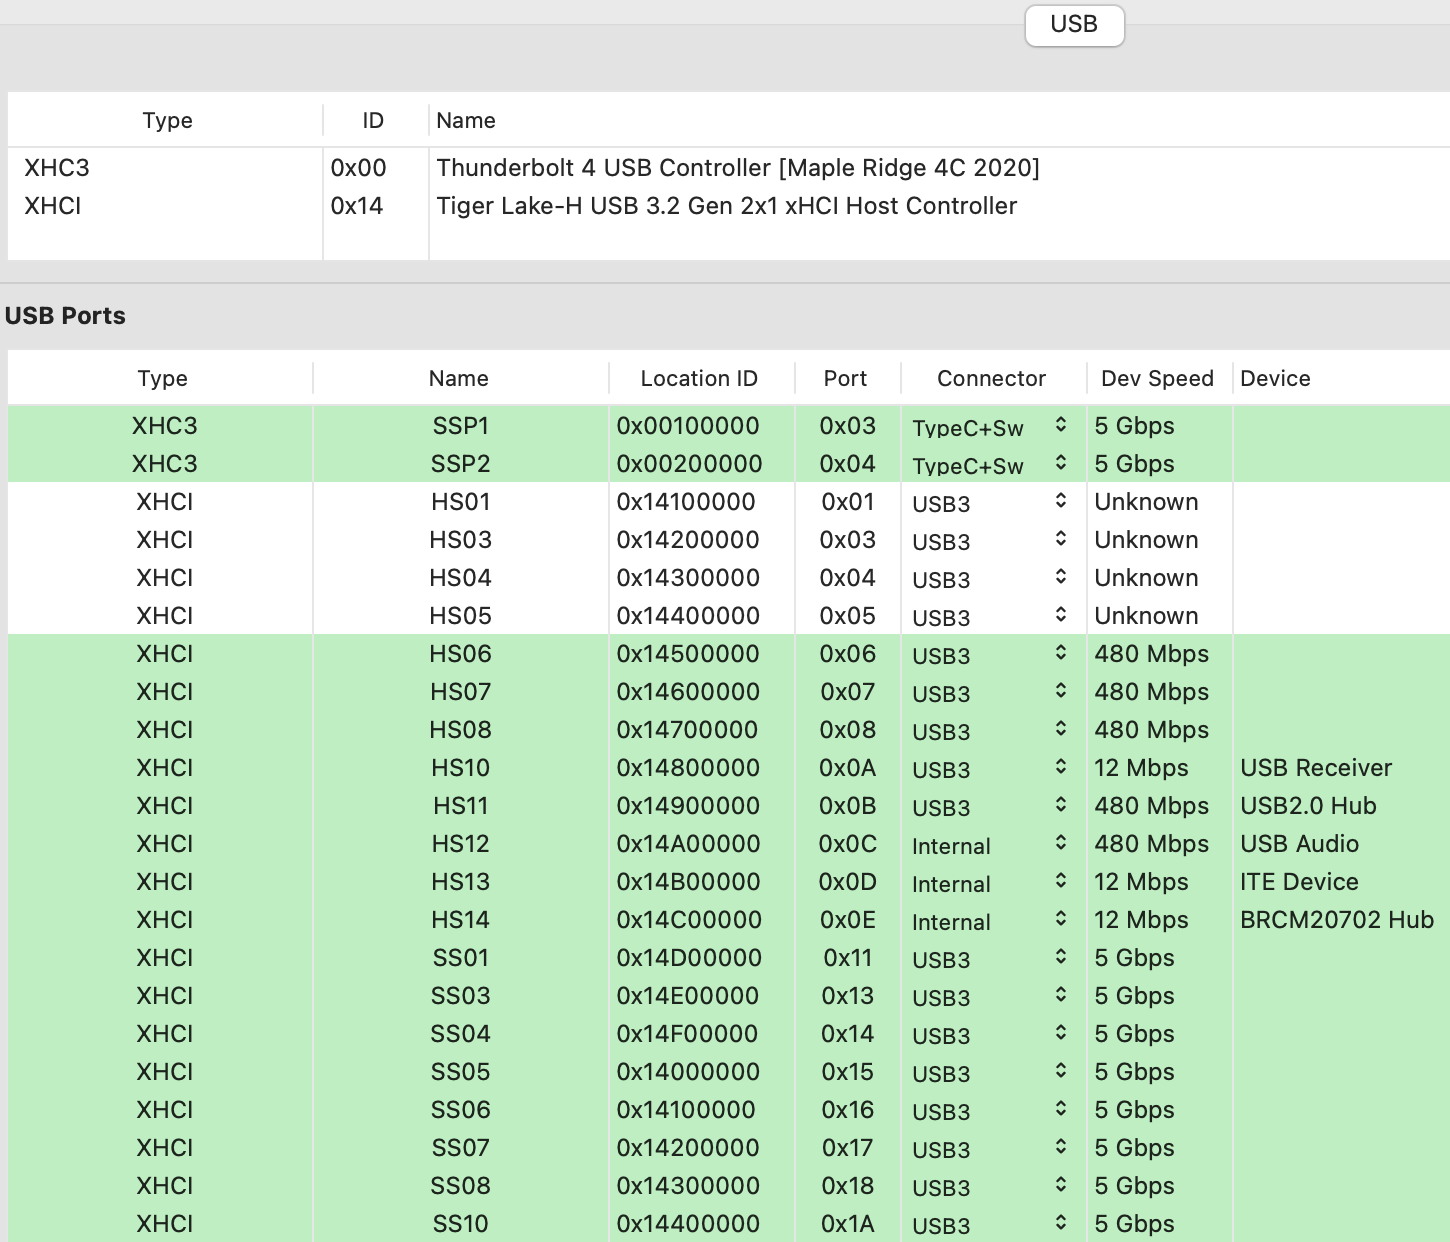 USB
Type ID Name
XHC3 0x00 Thunderbolt 4 USB Controller [Maple Ridge 4C 2020]
XHCI 0x14 Tiger Lake-H USB 3.2 Gen 2x1 xHCI Host Controller
USB Ports
Type Name Location ID Port Connector Dev Speed Device
XHC3 SSP1 0x00100000 0x03 TypeC+Sw 5 Gbps
XHC3 SSP2 0x00200000 0x04 TypeC+Sw 5 Gbps
XHCI HS01 0x14100000 0x01 USB3 Unknown
XHCI HS03 0x14200000 0x03 USB3 Unknown
XHCI HS04 0x14300000 0x04 USB3 Unknown
XHCI HS05 0x14400000 0x05 USB3 Unknown
XHCI HS06 0x14500000 0x06 USB3 480 Mbps
XHCI HS07 0x14600000 0x07 USB3 480 Mbps
XHCI HS08 0x14700000 0x08 USB3 480 Mbps
XHCI HS10 0x14800000 0x0A USB3 12 Mbps USB Receiver
XHCI HS11 0x14900000 0x0B USB3 480 Mbps USB2.0 Hub
XHCI HS12 0x14A00000 0x0C Internal 480 Mbps USB Audio
XHCI HS13 0x14B00000 0x0D Internal 12 Mbps ITE Device
XHCI HS14 0x14C00000 0x0E Internal 12 Mbps BRCM20702 Hub
XHCI SS01 0x14D00000 0x11 USB3 5 Gbps
XHCI SS03 0x14E00000 0x13 USB3 5 Gbps
XHCI SS04 0x14F00000 0x14 USB3 5 Gbps
XHCI SS05 0x14000000 0x15 USB3 5 Gbps
XHCI SS06 0x14100000 0x16 USB3 5 Gbps
XHCI SS07 0x14200000 0x17 USB3 5 Gbps
XHCI SS08 0x14300000 0x18 USB3 5 Gbps
XHCI SS10 0x14400000 0x1A USB3 5 Gbps